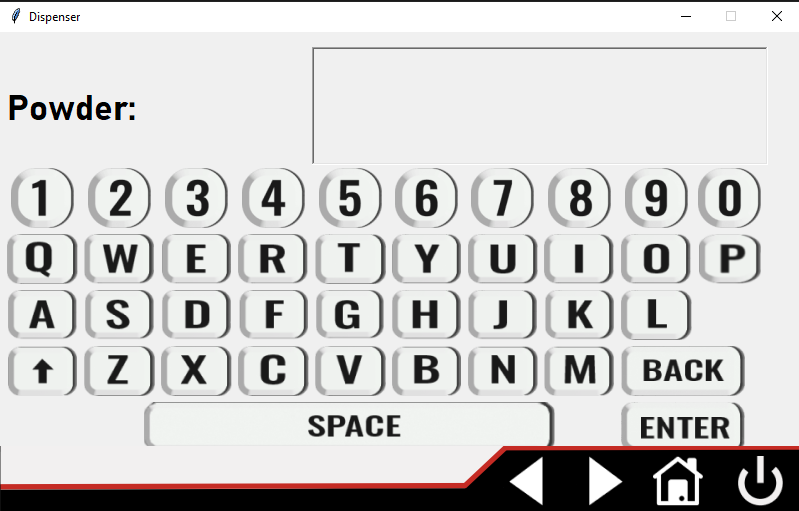 Dispenser
Powder:
1 2 3 4 5 6 7 8 9 0
Q W E R T Y U I O P
A S D F G H J K L
Z X C V B N M BACK
SPACE ENTER